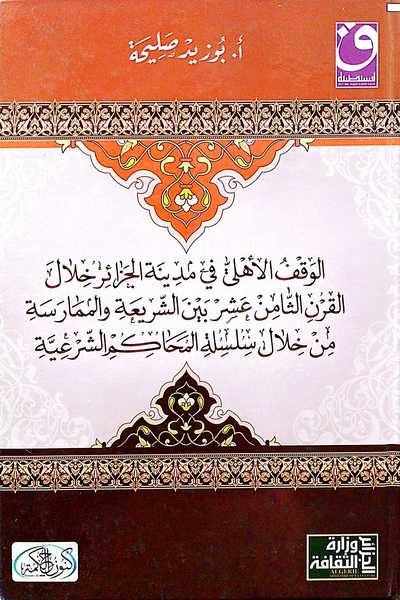 أ. بوزيد صليحة
الوقف الأهلي في مدينة الجزائر خلال
القرن الثامن عشر بين الشريعة والممارسة
من خلال سلسلة المحاكم الشرعية
كنوز الحكمة
وزارة
الثقافة
ALGERIE